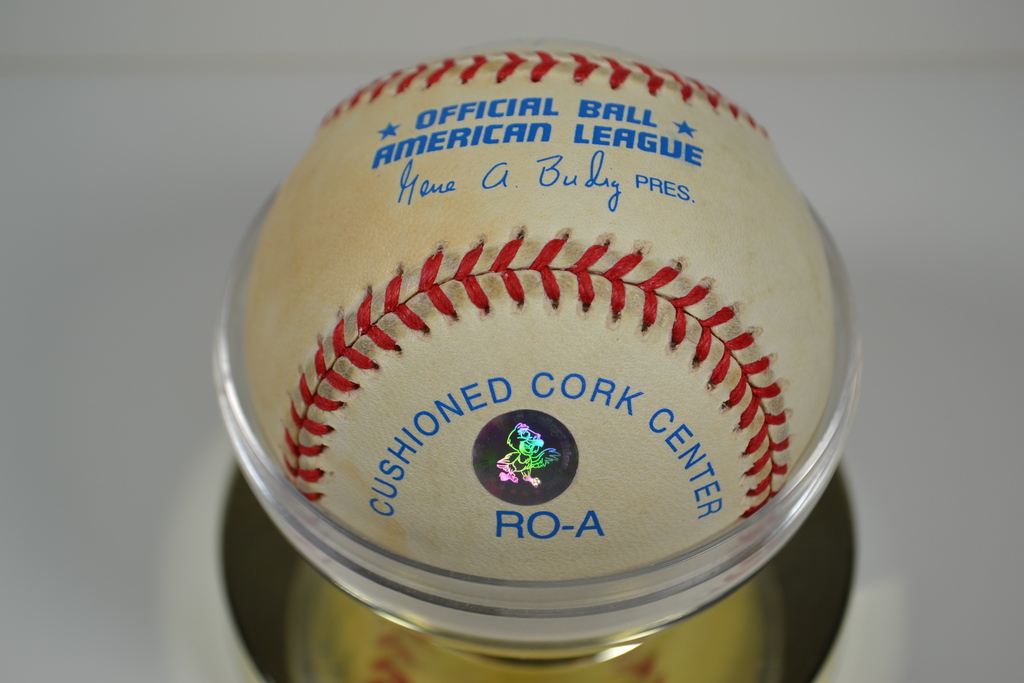 OFFICIAL BALL
AMERICAN LEAGUE
Gene A. Budig PRES.
CUSHIONED CORK CENTER
RO-A